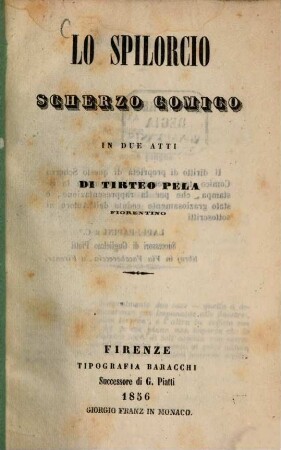 LO SPILORCIO
SCHERZO COMICO
IN DUE ATTI
DI TIRTEO PELA
FIORENTINO
FIRENZE
TIPOGRAFIA BARACCHI
Successore di G. Piatti
1856
GIORGIO FRANZ IN MONACO.